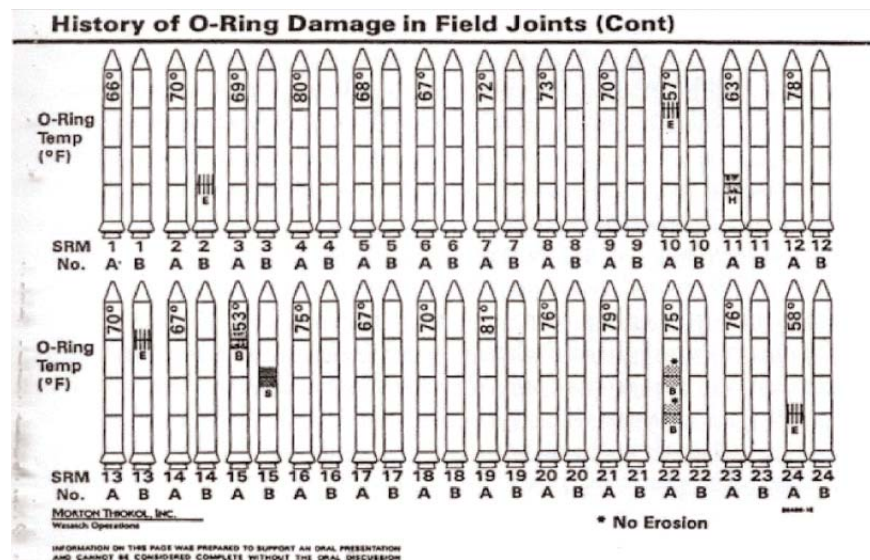 History of O-Ring Damage in Field Joints (Cont)
66° 70° 69° 80° 68° 67° 72° 73° 70° 57° 63° 78°
O-Ring
Temp
(°F)
E
E
H
SRM 1 1 2 2 3 3 4 4 5 5 6 6 7 7 8 8 9 9 10 10 11 11 12 12
No. A B A B A B A B A B A B A B A B A B A B A B A B
70° 67° 53° 75° 67° 70° 81° 76° 79° 75° 76° 58°
O-Ring
Temp
(°F)
E
B
S
*
B
*
B
E
SRM 13 13 14 14 15 15 16 16 17 17 18 18 19 19 20 20 21 21 22 22 23 23 24 24
No. A B A B A B A B A B A B A B A B A B A B A B A B
MORTON THIOKOL, INC.
Wasatch Operations
* No Erosion
INFORMATION ON THIS PAGE WAS PREPARED TO SUPPORT AN ORAL PRESENTATION
AND CANNOT BE CONSIDERED COMPLETE WITHOUT THE ORAL DISCUSSION